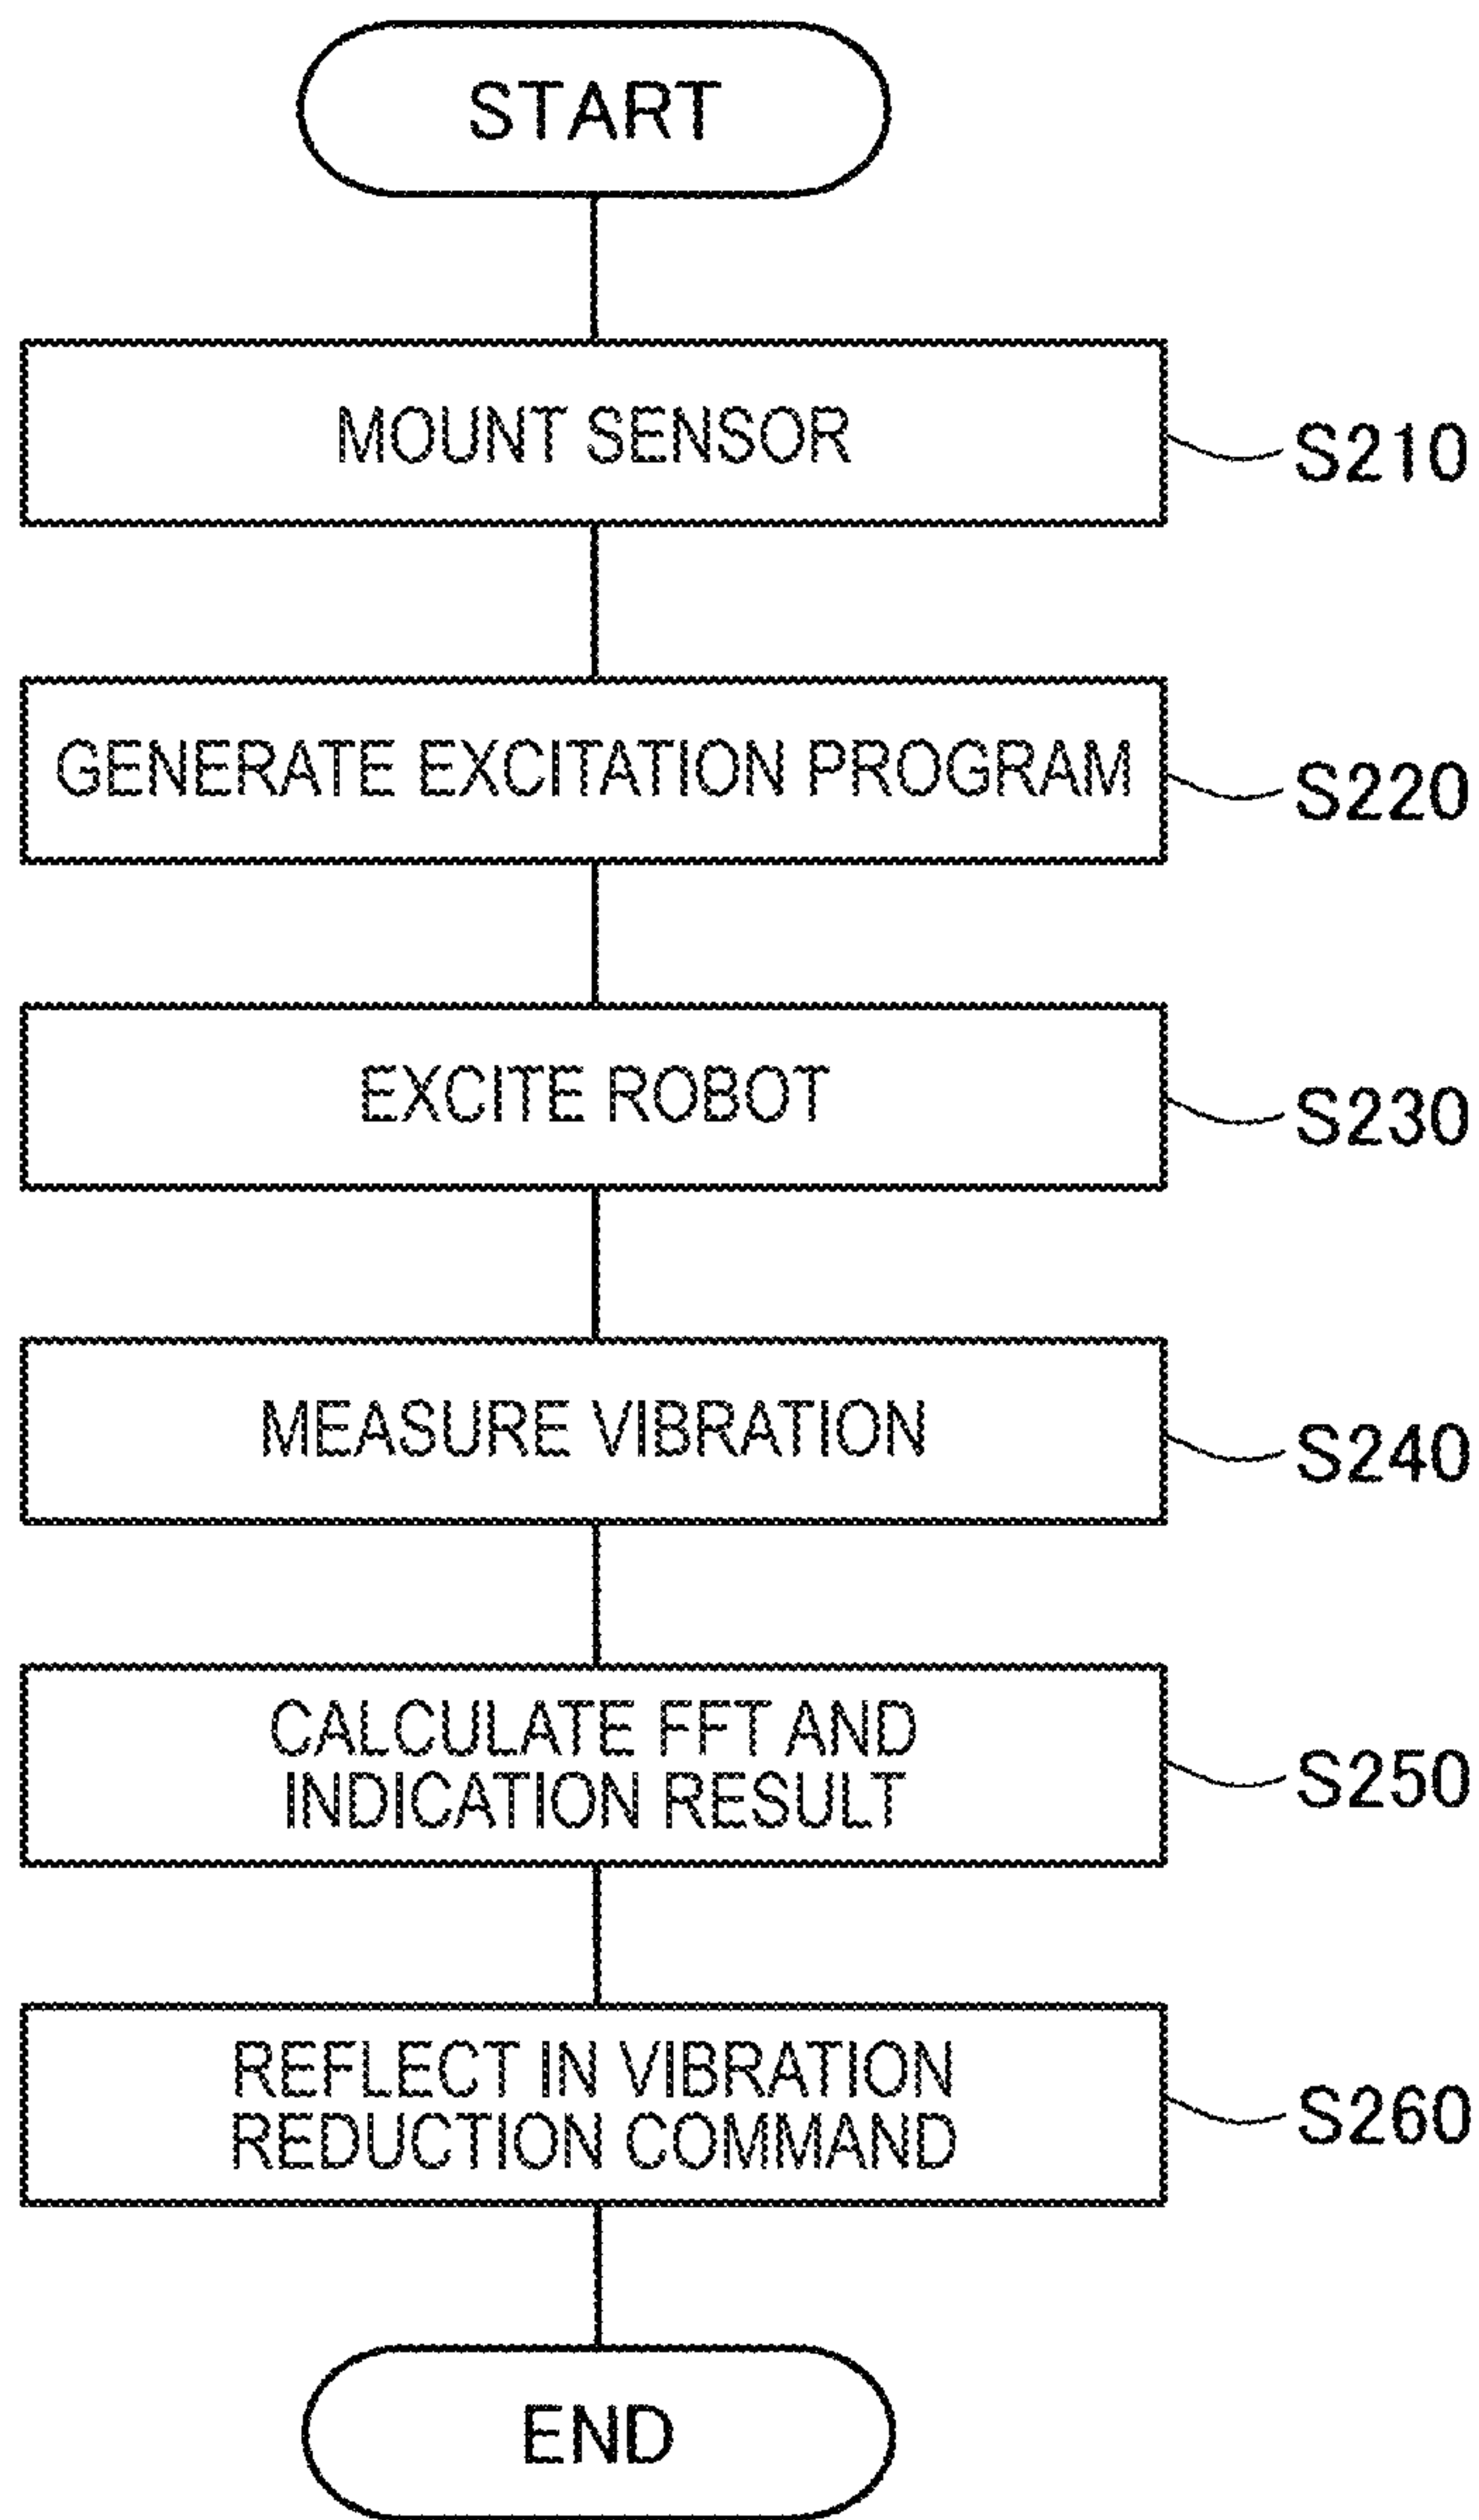 START
MOUNT SENSOR
S210
GENERATE EXCITATION PROGRAM
S220
EXCITE ROBOT
S230
MEASURE VIBRATION
S240
CALCULATE FFT AND
INDICATION RESULT
S250
REFLECT IN VIBRATION
REDUCTION COMMAND
S260
END